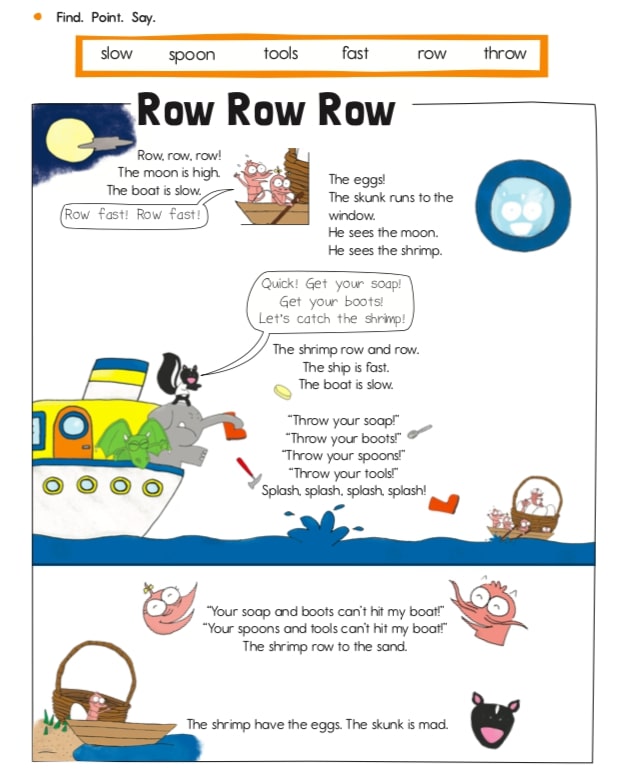 Find. Point. Say.
slow spoon tools fast row throw
Row Row Row
Row, row, row!
The moon is high.
The boat is slow.
Row fast! Row fast!
The eggs!
The skunk runs to the
window.
He sees the moon.
He sees the shrimp.
Quick! Get your soap!
Get your boots!
Let's catch the shrimp!
The shrimp row and row.
The ship is fast.
The boat is slow.
"Throw your soap!"
"Throw your boots!"
"Throw your spoons!"
"Throw your tools!"
Splash, splash, splash, splash!
"Your soap and boots can't hit my boat!"
"Your spoons and tools can't hit my boat!"
The shrimp row to the sand.
The shrimp have the eggs. The skunk is mad.